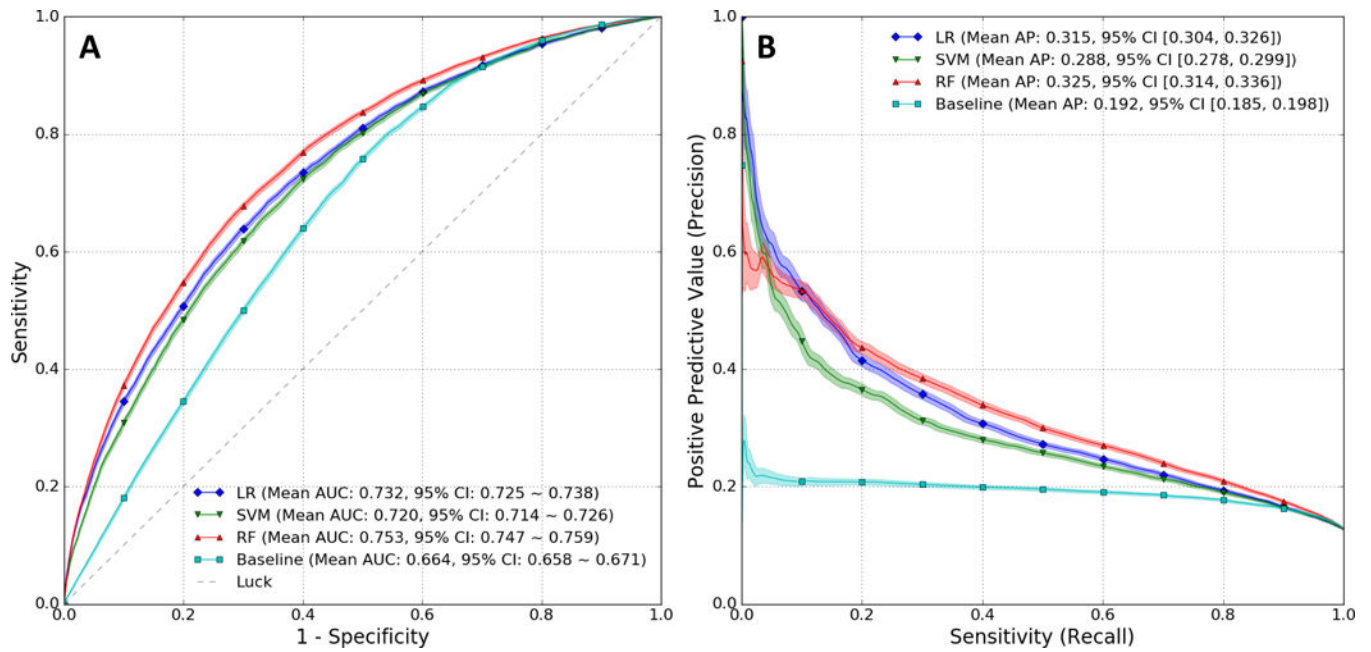 A
Sensitivity
1.0
0.8
0.6
0.4
0.2
0.0
LR (Mean AUC: 0.732, 95% CI: 0.725 ~ 0.738)
SVM (Mean AUC: 0.720, 95% CI: 0.714 ~ 0.726)
RF (Mean AUC: 0.753, 95% CI: 0.747 ~ 0.759)
Baseline (Mean AUC: 0.664, 95% CI: 0.658 ~ 0.671)
Luck
0.0 0.2 0.4 0.6 0.8 1.0
1 - Specificity
B
Positive Predictive Value (Precision)
1.0
0.8
0.6
0.4
0.2
0.0
LR (Mean AP: 0.315, 95% CI [0.304, 0.326])
SVM (Mean AP: 0.288, 95% CI [0.278, 0.299])
RF (Mean AP: 0.325, 95% CI [0.314, 0.336])
Baseline (Mean AP: 0.192, 95% CI [0.185, 0.198])
0.0 0.2 0.4 0.6 0.8 1.0
Sensitivity (Recall)